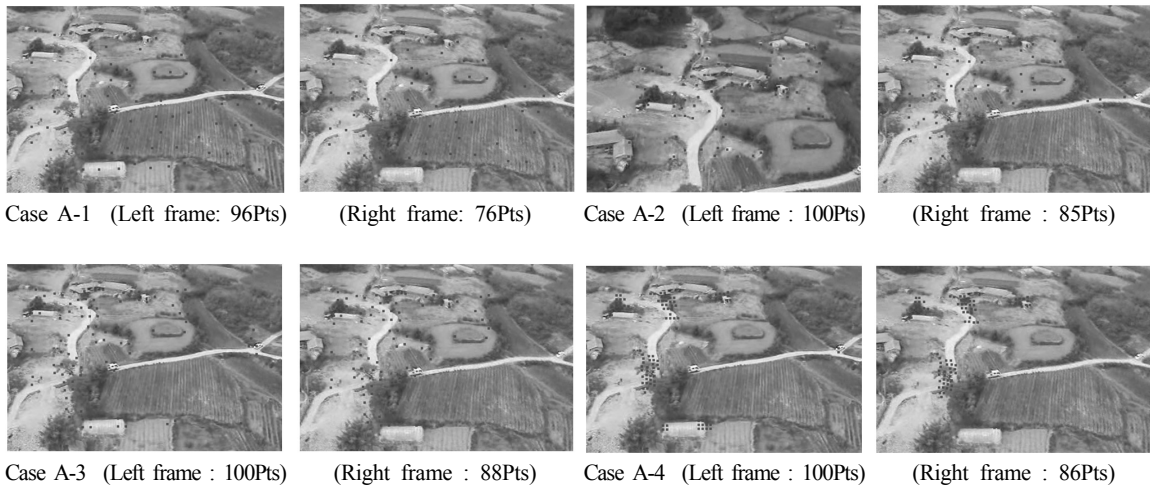 Case A-1 (Left frame: 96Pts) (Right frame: 76Pts) Case A-2 (Left frame : 100Pts) (Right frame : 85Pts)
Case A-3 (Left frame : 100Pts) (Right frame : 88Pts) Case A-4 (Left frame : 100Pts) (Right frame : 86Pts)